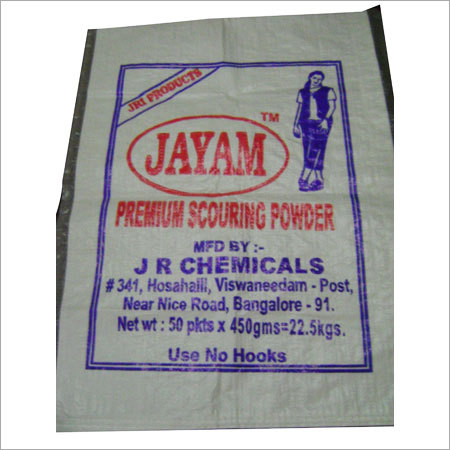 JRI PRODUCTS
JAYAM TM
PREMIUM SCOURING POWDER
MFD BY :-
J R CHEMICALS
# 341, Hosahalli, Viswaneedam - Post,
Near Nice Road, Bangalore - 91.
Net wt : 50 pkts x 450gms=22.5kgs.
Use No Hooks